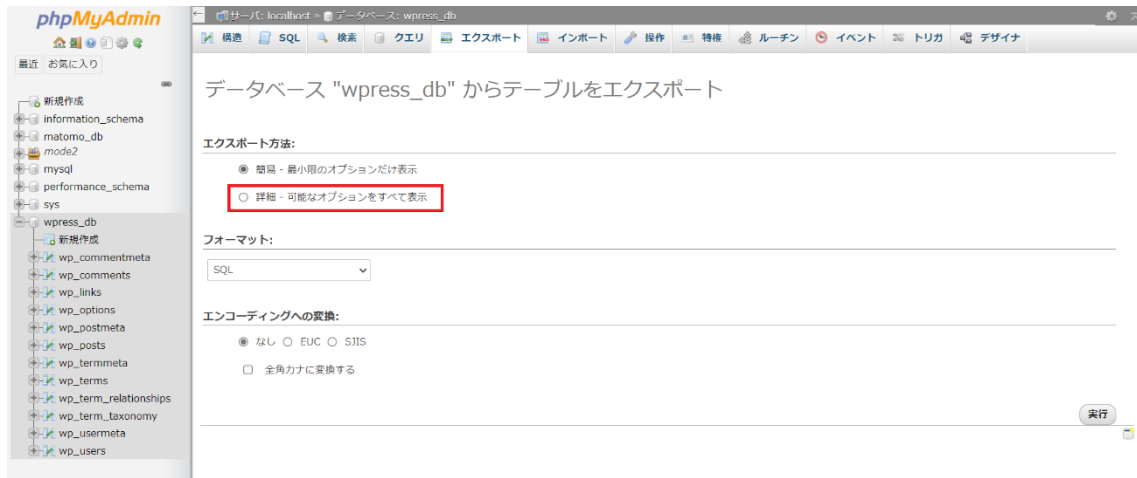 phpMyAdmin
最近 お気に入り
新規作成
information_schema
matomo_db
mode2
mysql
performance_schema
sys
wpress_db
新規作成
wp_commentmeta
wp_comments
wp_links
wp_options
wp_postmeta
wp_posts
wp_termmeta
wp_terms
wp_term_relationships
wp_term_taxonomy
wp_usermeta
wp_users
サーバ: localhost » データベース: wpress_db
構造 SQL 検索 クエリ エクスポート インポート 操作 特権 ルーチン イベント トリガ デザイナ
データベース "wpress_db" からテーブルをエクスポート
エクスポート方法:
簡易 - 最小限のオプションだけ表示
詳細 - 可能なオプションをすべて表示
フォーマット:
SQL
エンコーディングへの変換:
なし EUC SJIS
全角カナに変換する
実行